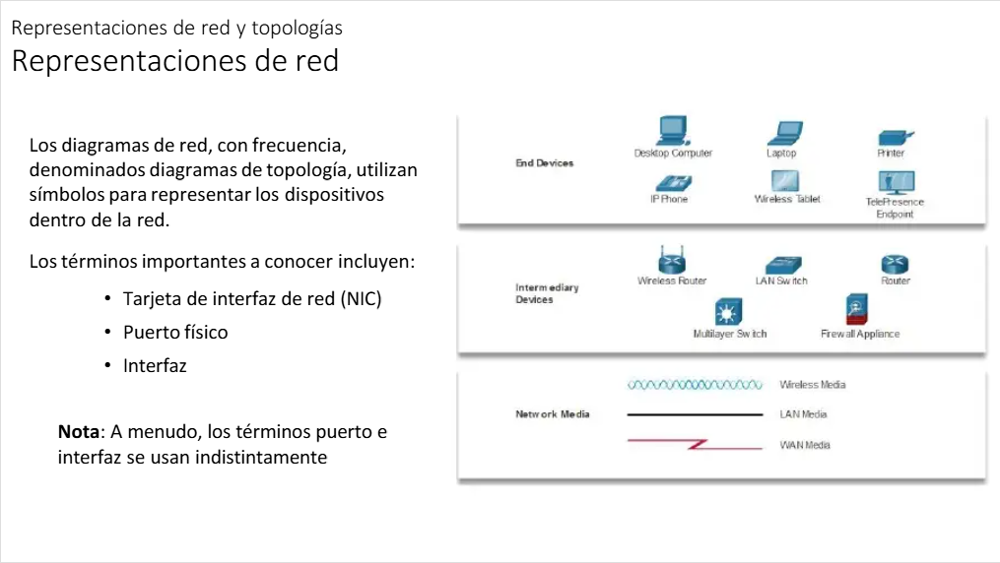 Representaciones de red y topologías
Representaciones de red
Los diagramas de red, con frecuencia,
denominados diagramas de topología, utilizan
símbolos para representar los dispositivos
dentro de la red.
Los términos importantes a conocer incluyen:
• Tarjeta de interfaz de red (NIC)
• Puerto físico
• Interfaz
Nota: A menudo, los términos puerto e
interfaz se usan indistintamente
End Devices
Desktop Computer
Laptop
Printer
IP Phone
Wireless Tablet
TelePresence
Endpoint
Intermediary
Devices
Wireless Router
LAN Switch
Router
Multilayer Switch
Firewall Appliance
Network Media
Wireless Media
LAN Media
WAN Media